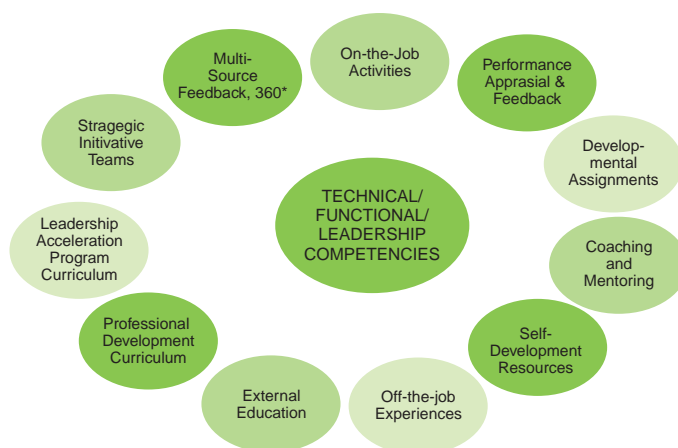 Multi-
Source
Feedback, 360*
On-the-Job
Activities
Performance
Apprasial &
Feedback
Stragegic
Initivative
Teams
Develop-
mental
Assignments
TECHNICAL/
FUNCTIONAL/
LEADERSHIP
COMPETENCIES
Leadership
Acceleration
Program
Curriculum
Coaching
and
Mentoring
Professional
Development
Curriculum
Self-
Development
Resources
External
Education
Off-the-job
Experiences